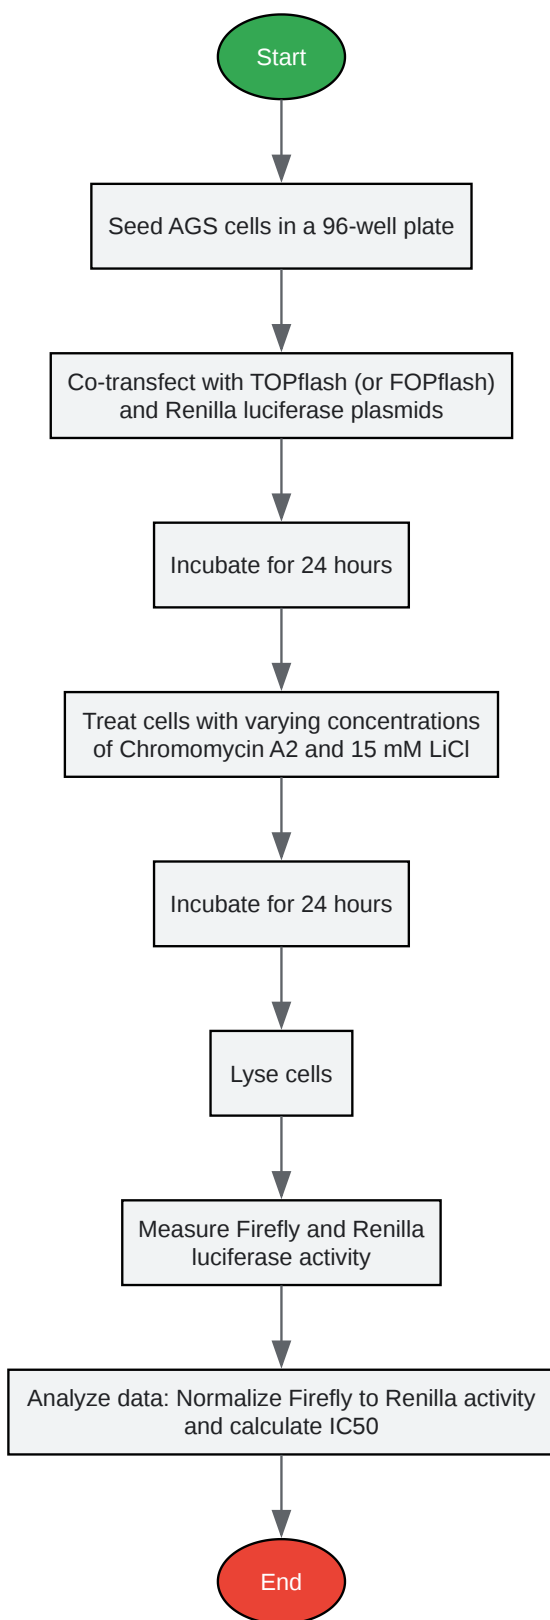 Start
Seed AGS cells in a 96-well plate
Co-transfect with TOPflash (or FOPflash)
and Renilla luciferase plasmids
Incubate for 24 hours
Treat cells with varying concentrations
of Chromomycin A2 and 15 mM LiCl
Incubate for 24 hours
Lyse cells
Measure Firefly and Renilla
luciferase activity
Analyze data: Normalize Firefly to Renilla activity
and calculate IC50
End